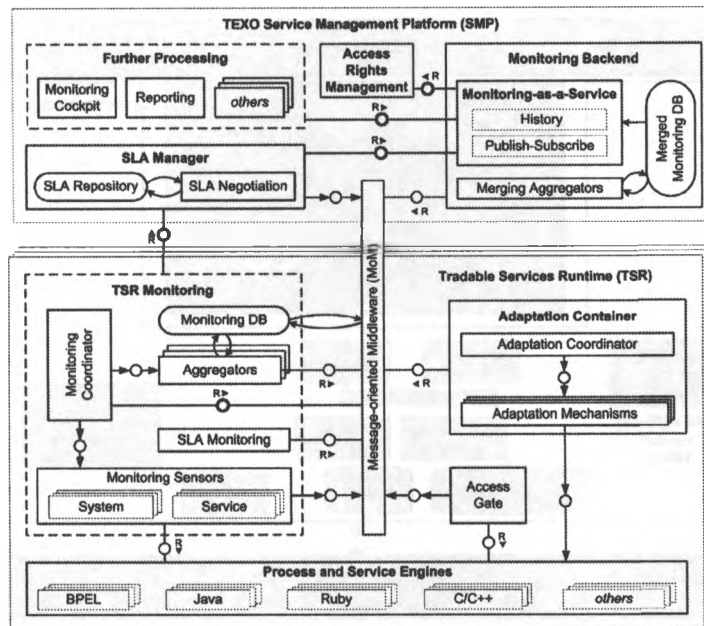 TEXO Service Management Platform (SMP)
Further Processing
Monitoring
Cockpit
Reporting
others
Access
Rights
Management
◄ R
Monitoring Backend
Monitoring-as-a-Service
History
Publish-Subscribe
Merged
Monitoring DB
R ►
R ►
SLA Manager
SLA Repository
SLA Negotiation
Merging Aggregators
◄ R
R ▲
Message-oriented Middleware (MoM)
Tradable Services Runtime (TSR)
TSR Monitoring
Monitoring DB
Monitoring
Coordinator
Aggregators
R ►
R ►
SLA Monitoring
R ►
Monitoring Sensors
System
Service
Adaptation Container
Adaptation Coordinator
Adaptation Mechanisms
◄ R
Access
Gate
R ▼
R ▼
Process and Service Engines
BPEL
Java
Ruby
C/C++
others